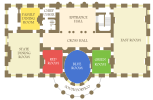 FAMILY
DINING
ROOM
ENTRANCE
HALL
CROSS HALL
STATE
DINING
ROOM
EAST ROOM
RED
ROOM
BLUE
ROOM
GREEN
ROOM